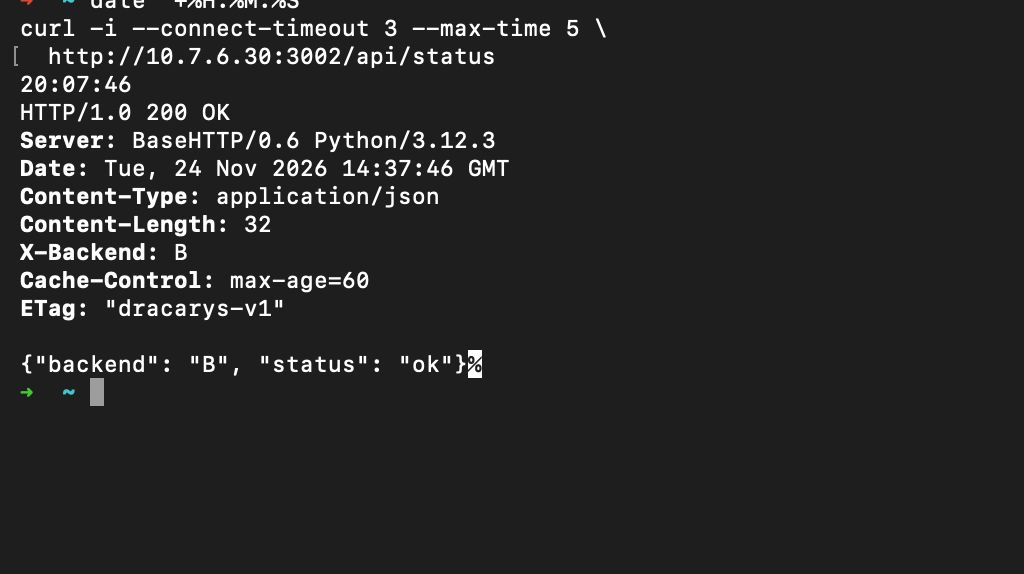 ➜  ~ date "+%H:%M:%S"
curl -i --connect-timeout 3 --max-time 5 \
[  http://10.7.6.30:3002/api/status
20:07:46
HTTP/1.0 200 OK
Server: BaseHTTP/0.6 Python/3.12.3
Date: Tue, 24 Nov 2026 14:37:46 GMT
Content-Type: application/json
Content-Length: 32
X-Backend: B
Cache-Control: max-age=60
ETag: "dracarys-v1"

{"backend": "B", "status": "ok"}%
➜  ~